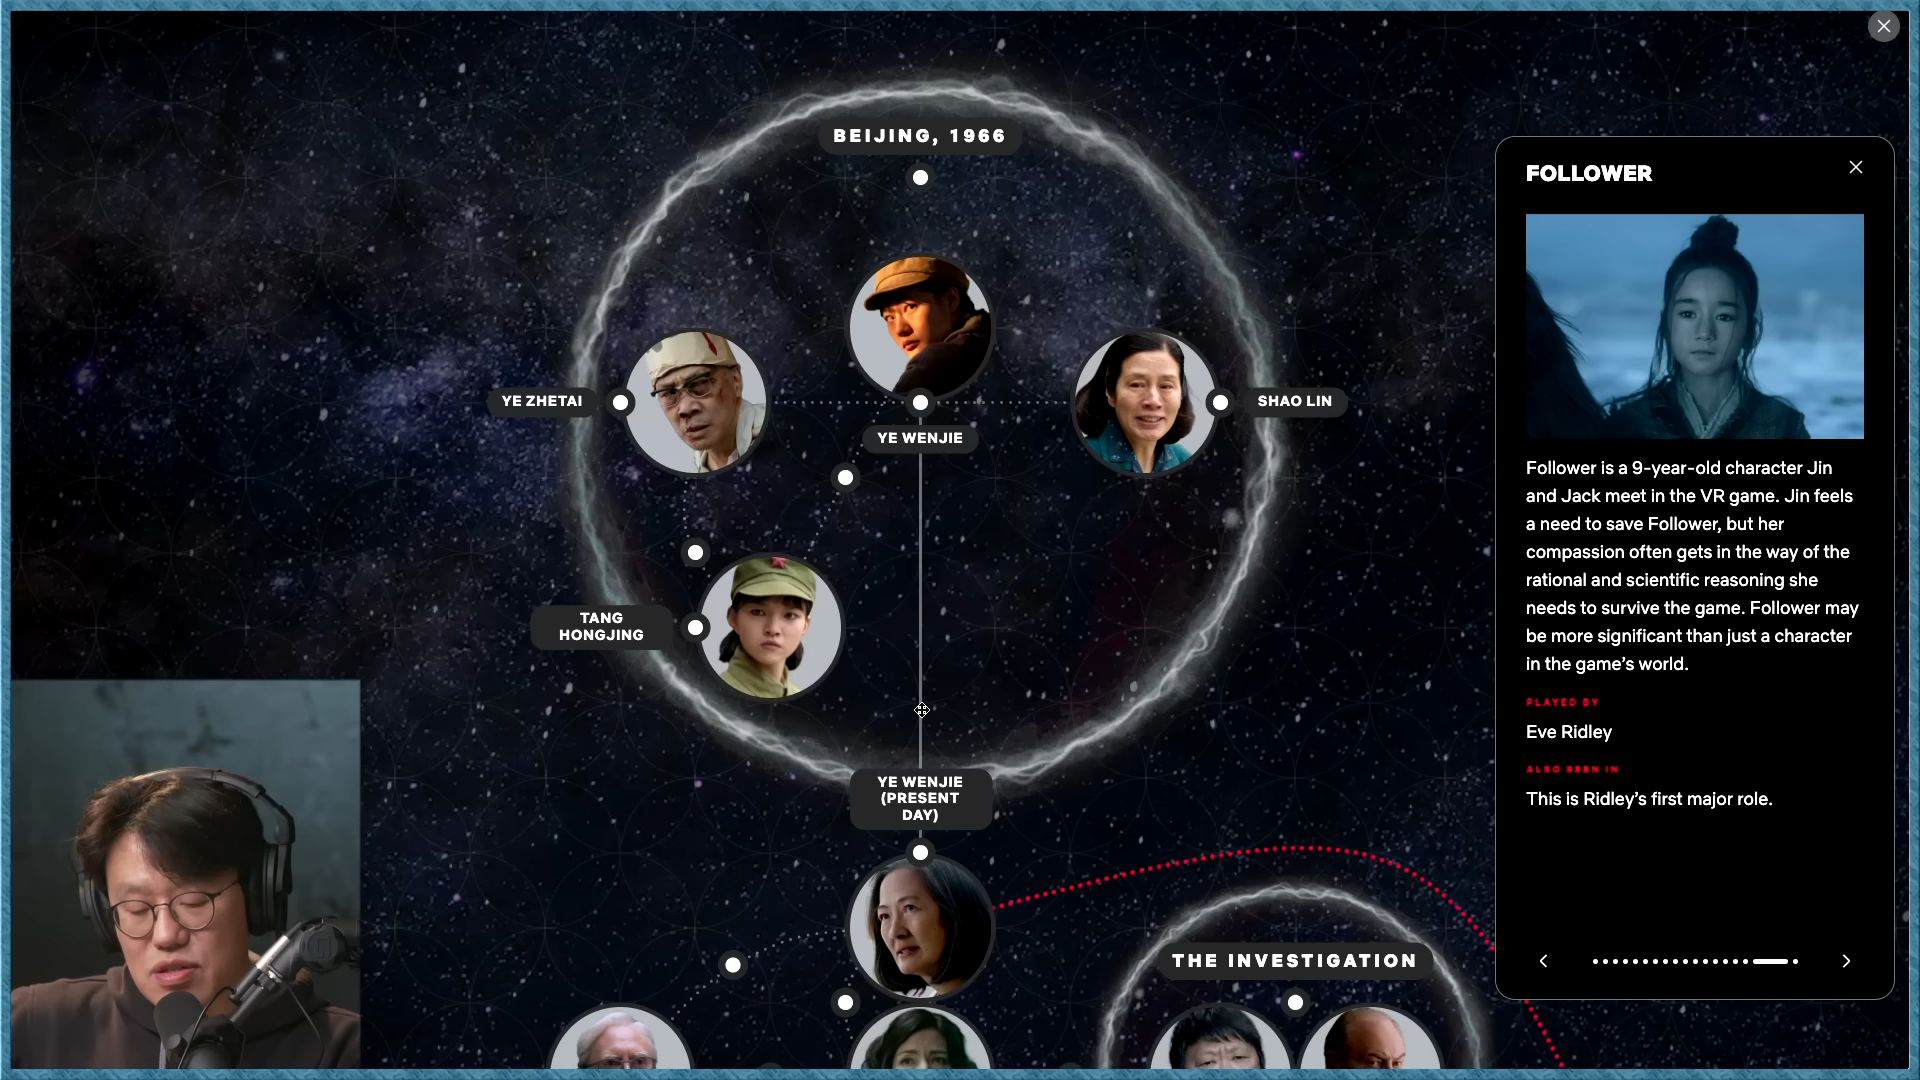 BEIJING, 1966
YE ZHETAI
SHAO LIN
YE WENJIE
TANG
HONGJING
YE WENJIE
(PRESENT
DAY)
THE INVESTIGATION
FOLLOWER
Follower is a 9-year-old character Jin
and Jack meet in the VR game. Jin feels
a need to save Follower, but her
compassion often gets in the way of the
rational and scientific reasoning she
needs to survive the game. Follower may
be more significant than just a character
in the game’s world.
PLAYED BY
Eve Ridley
ALSO SEEN IN
This is Ridley’s first major role.